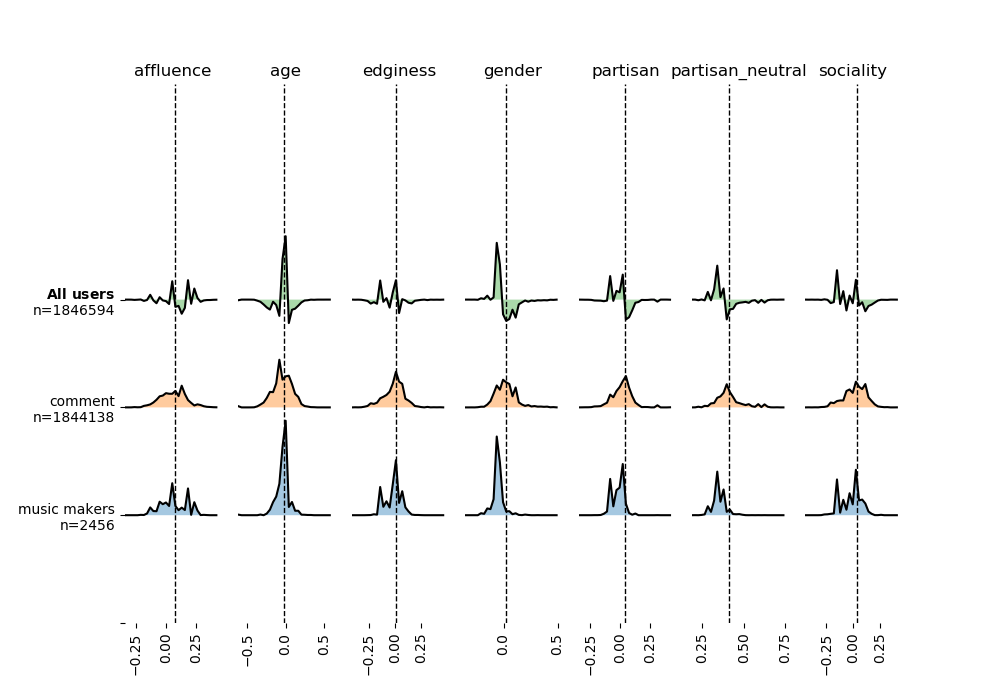 affluence age edginess gender partisan partisan_neutral sociality
All users
n=1846594
comment
n=1844138
music makers
n=2456
−0.25 0.00 0.25 −0.5 0.0 0.5 −0.25 0.00 0.25 0.0 0.5 −0.25 0.00 0.25 0.25 0.50 0.75 −0.25 0.00 0.25